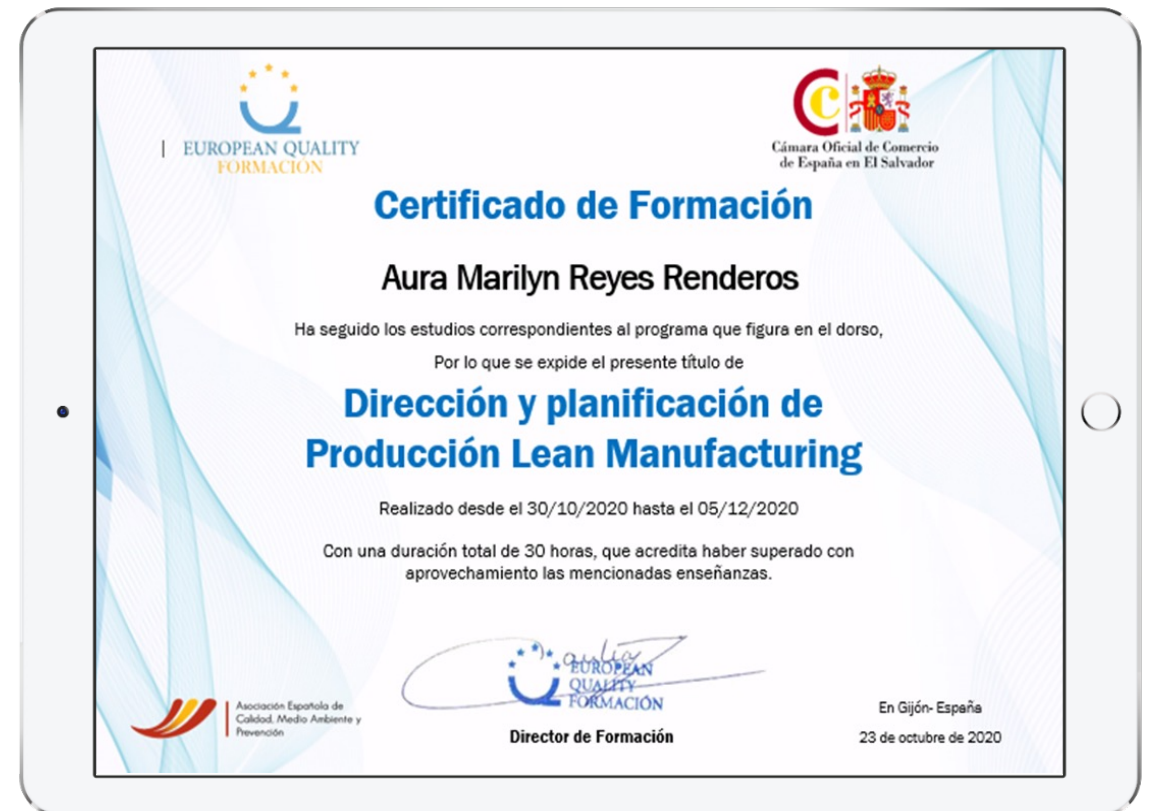 EUROPEAN QUALITY
FORMACIÓN
Cámara Oficial de Comercio
de España en El Salvador
Certificado de Formación
Aura Marilyn Reyes Renderos
Ha seguido los estudios correspondientes al programa que figura en el dorso,
Por lo que se expide el presente título de
Dirección y planificación de
Producción Lean Manufacturing
Realizado desde el 30/10/2020 hasta el 05/12/2020
Con una duración total de 30 horas, que acredita haber superado con
aprovechamiento las mencionadas enseñanzas.
EUROPEAN
QUALITY
FORMACIÓN
Director de Formación
Asociación Española de
Calidad, Medio Ambiente y
Prevención
En Gijón- España
23 de octubre de 2020